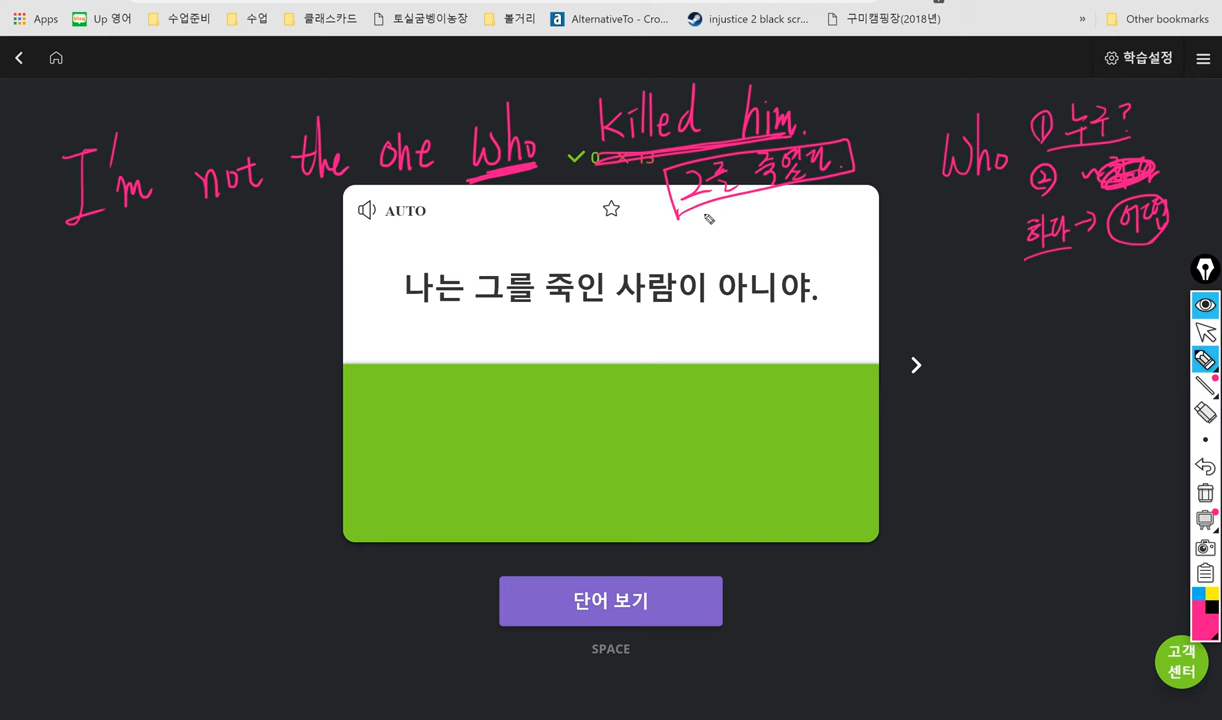 Apps Up 영어 수업준비 수업 클래스카드 토실굼벵이농장 볼거리 AlternativeTo - Cro... injustice 2 black scr... 구미캠핑장(2018년) » Other bookmarks
학습설정
I'm not the one who killed him.
그를 죽였다.
Who ① 누구?
②
하다 →
AUTO
나는 그를 죽인 사람이 아니야.
단어 보기
SPACE
고객
센터